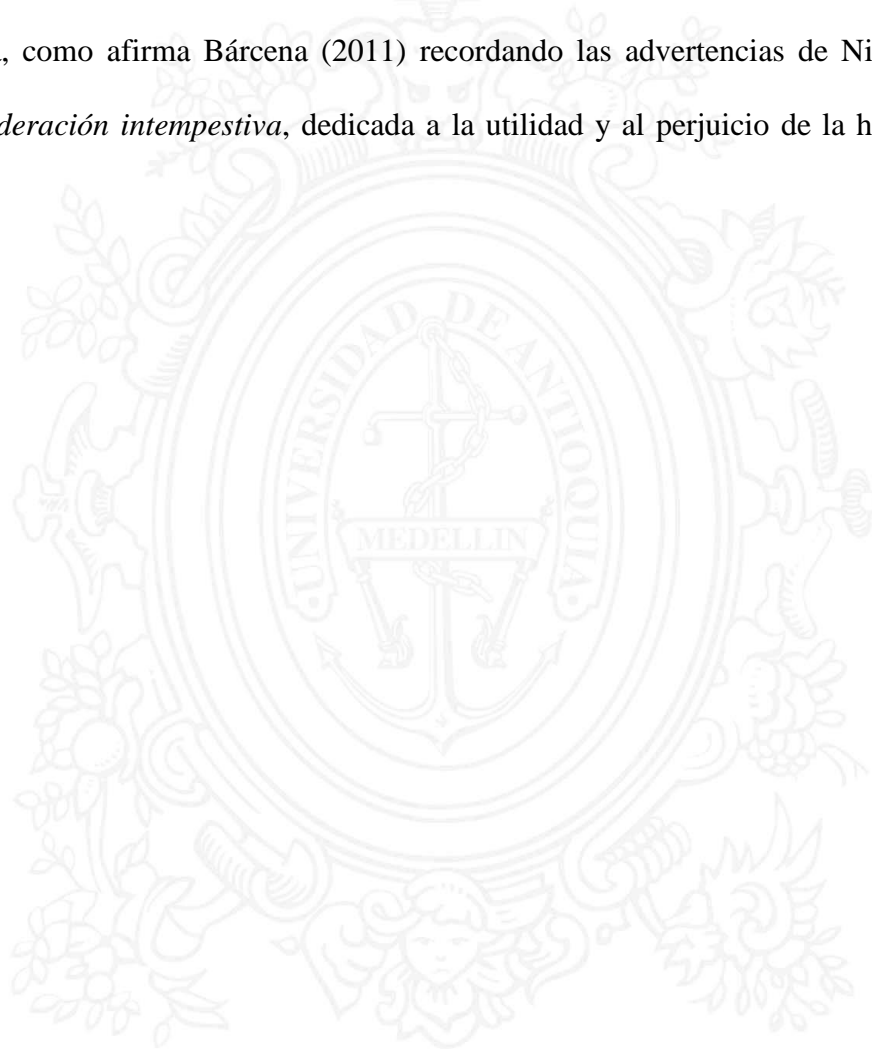 , como afirma Bárcena (2011) recordando las advertencias de Ni
deración intempestiva, dedicada a la utilidad y al perjuicio de la h
UNIVERSIDAD DE ANTIOQUIA
MEDELLIN